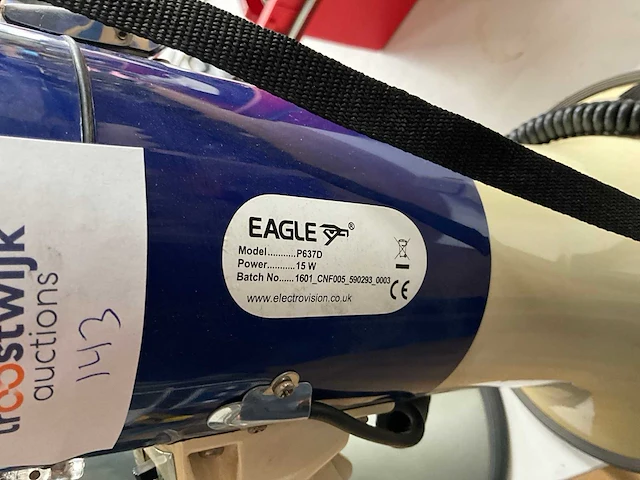 EAGLE ®
Model...........P637D
Power..........15 W
Batch No......1601_CNF005_590293_0003
CE
www.electrovision.co.uk
troostwijk
auctions
143